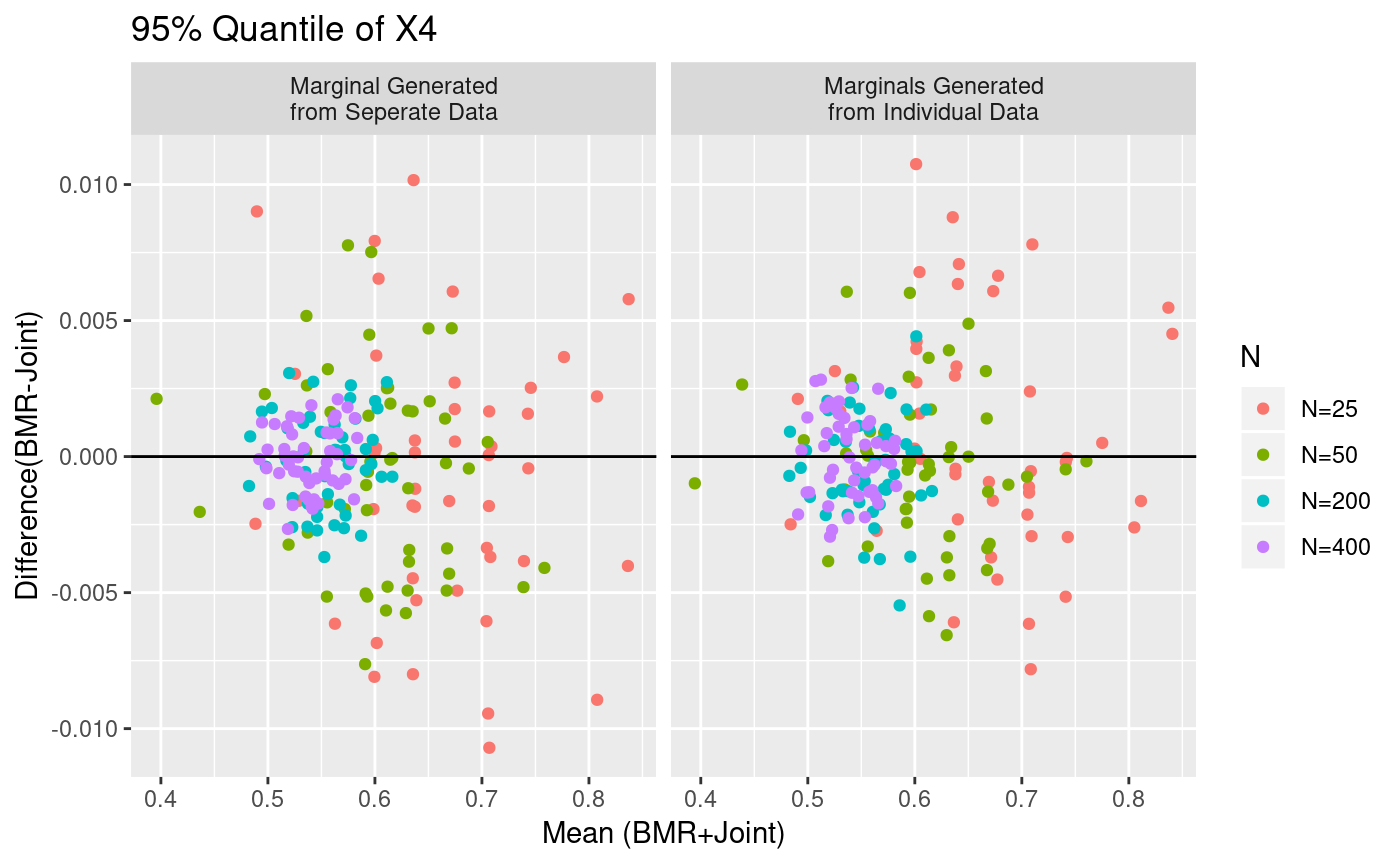 95% Quantile of X4
Marginal Generated
from Seperate Data
Marginals Generated
from Individual Data
Difference(BMR-Joint)
0.010
0.005
0.000
-0.005
-0.010
0.4 0.5 0.6 0.7 0.8
0.4 0.5 0.6 0.7 0.8
Mean (BMR+Joint)
N
N=25
N=50
N=200
N=400